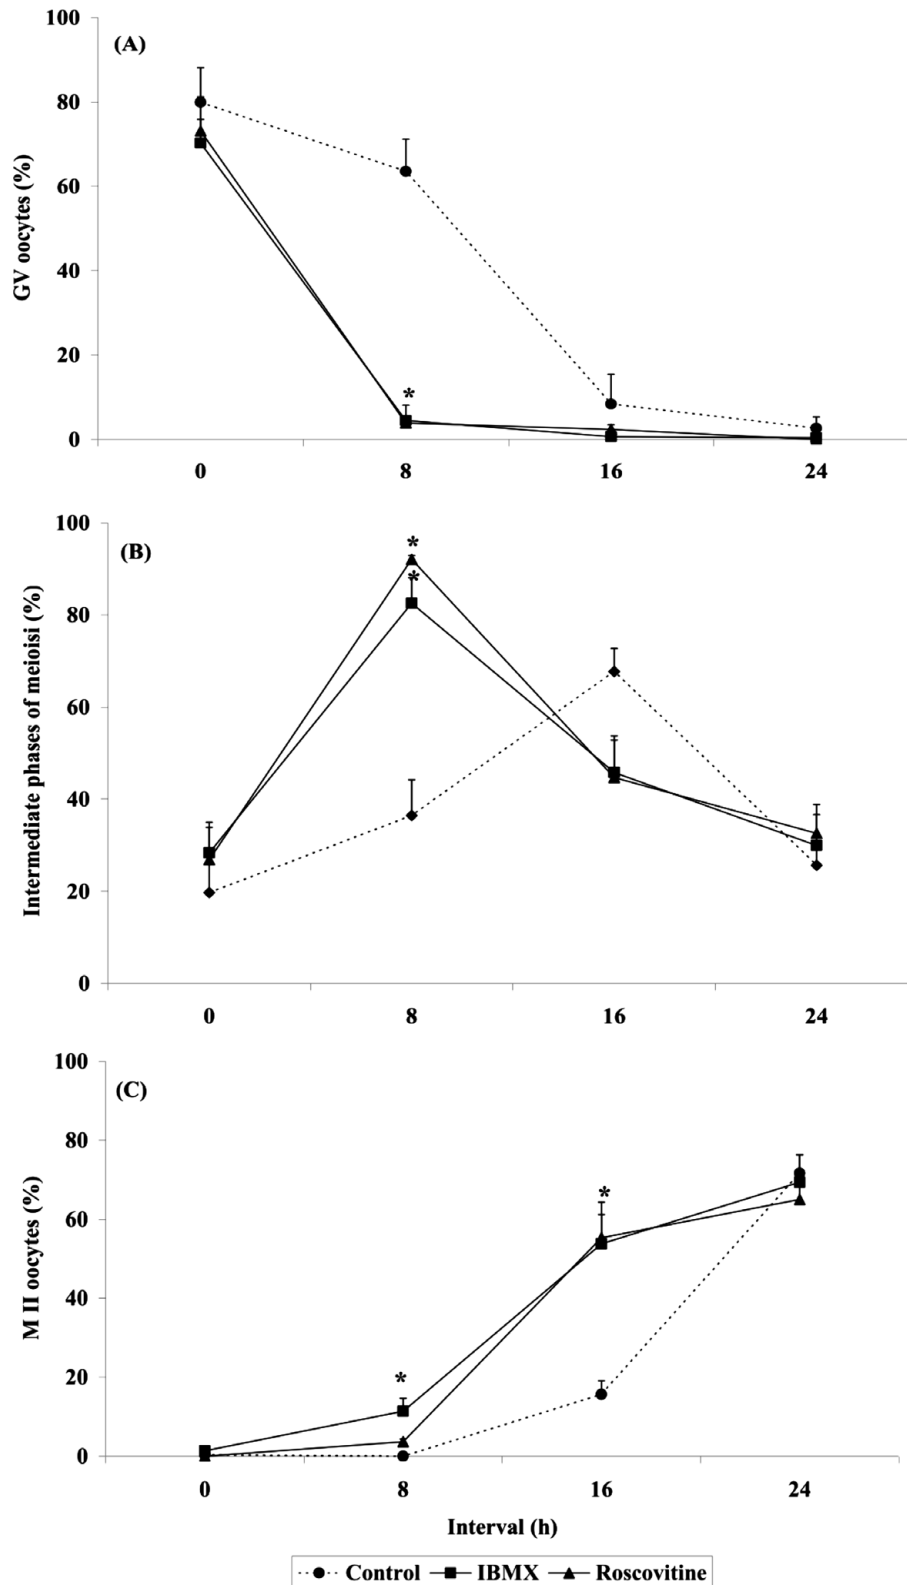 100
(A)
80
60
40
20
0
GV oocytes (%)
*
0 8 16 24
100
(B)
80
60
40
20
0
Intermediate phases of meioisi (%)
*
*
0 8 16 24
100
(C)
80
60
40
20
0
M II oocytes (%)
*
*
0 8 16 24
Interval (h)
Control IBMX Roscovitine